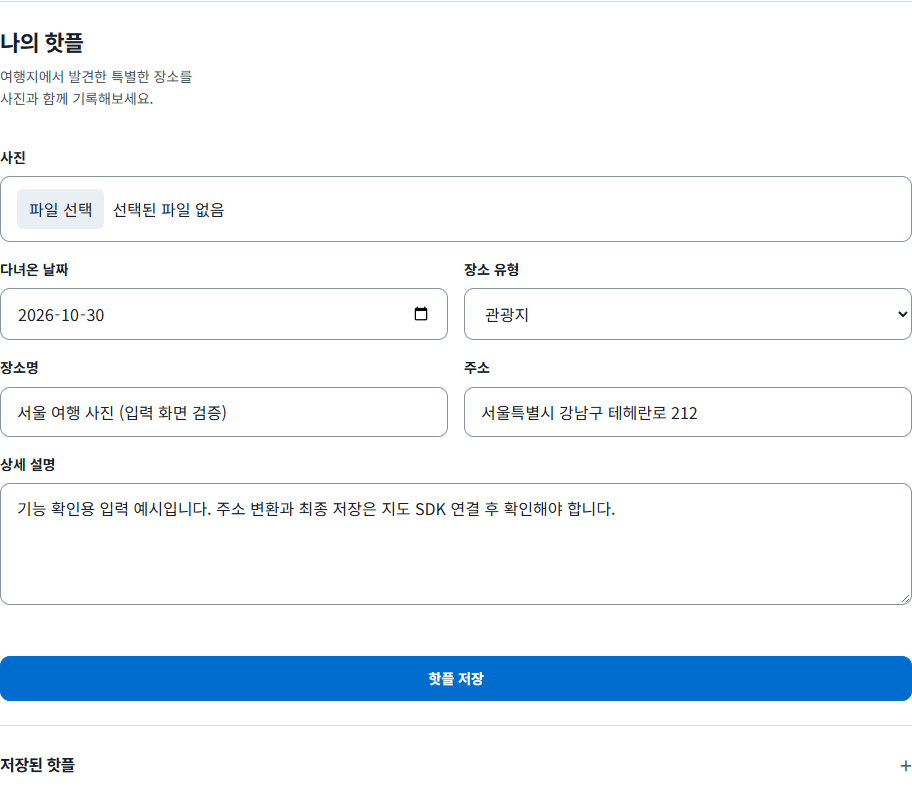 나의 핫플
여행지에서 발견한 특별한 장소를
사진과 함께 기록해보세요.
사진
파일 선택 선택된 파일 없음
다녀온 날짜 장소 유형
2026-10-30 관광지
장소명 주소
서울 여행 사진 (입력 화면 검증) 서울특별시 강남구 테헤란로 212
상세 설명
기능 확인용 입력 예시입니다. 주소 변환과 최종 저장은 지도 SDK 연결 후 확인해야 합니다.
핫플 저장
저장된 핫플 +